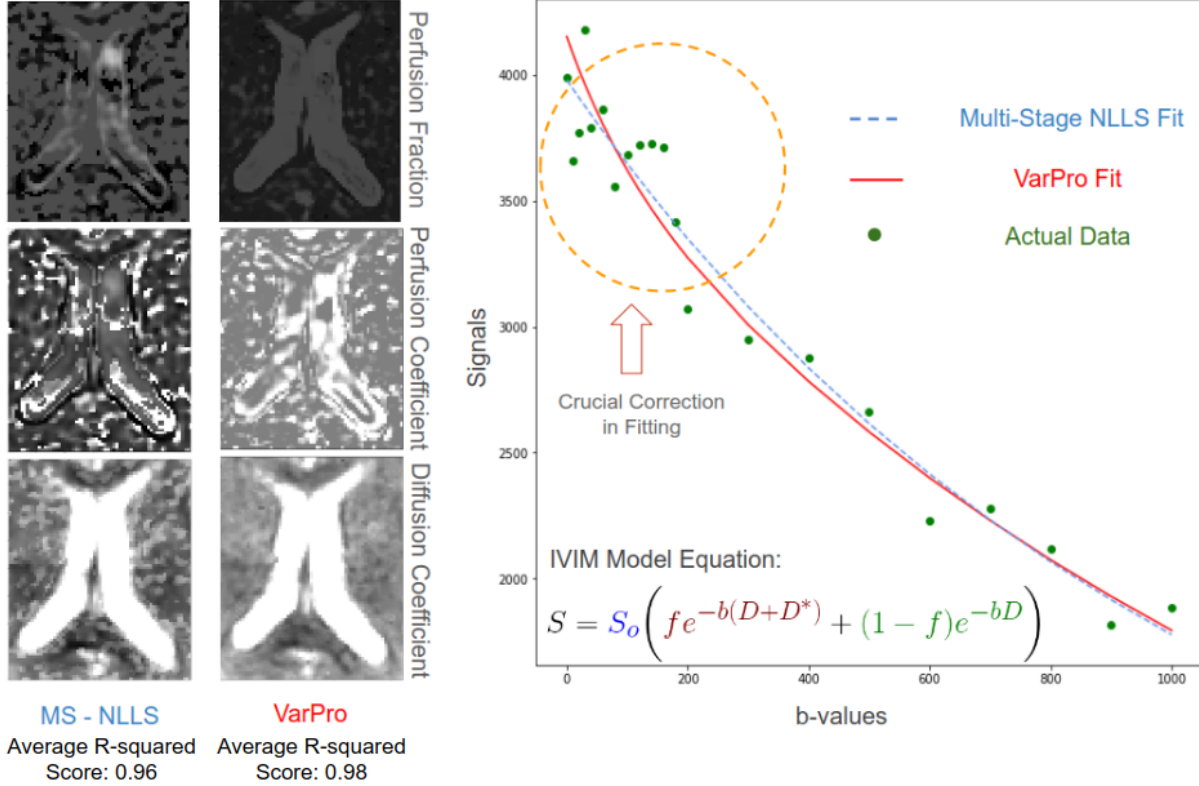 Perfusion Fraction
Perfusion Coefficient
Diffusion Coefficient
MS - NLLS
Average R-squared
Score: 0.96
VarPro
Average R-squared
Score: 0.98
Signals
4000
3500
3000
2500
2000
0
200
400
600
800
1000
b-values
Multi-Stage NLLS Fit
VarPro Fit
Actual Data
Crucial Correction
in Fitting
IVIM Model Equation:
S = S_o(fe^{-b(D+D*)} + (1 − f)e^{-bD})